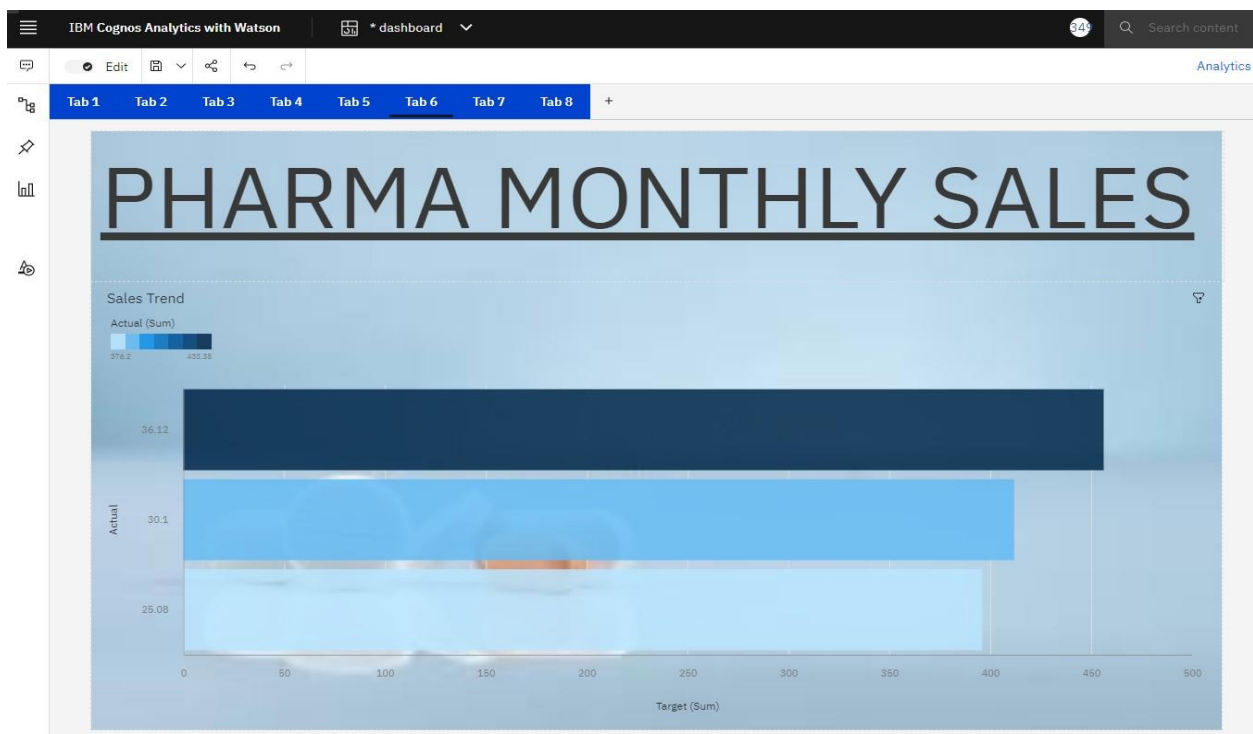 IBM Cognos Analytics with Watson
* dashboard
349
Search content
Edit
Analytics
Tab 1 Tab 2 Tab 3 Tab 4 Tab 5 Tab 6 Tab 7 Tab 8 +
PHARMA MONTHLY SALES
Sales Trend
Actual (Sum)
376.2
36.12
30.1
25.08
Actual
0 50 100 150 200 250 300 350 400 450 500
Target (Sum)